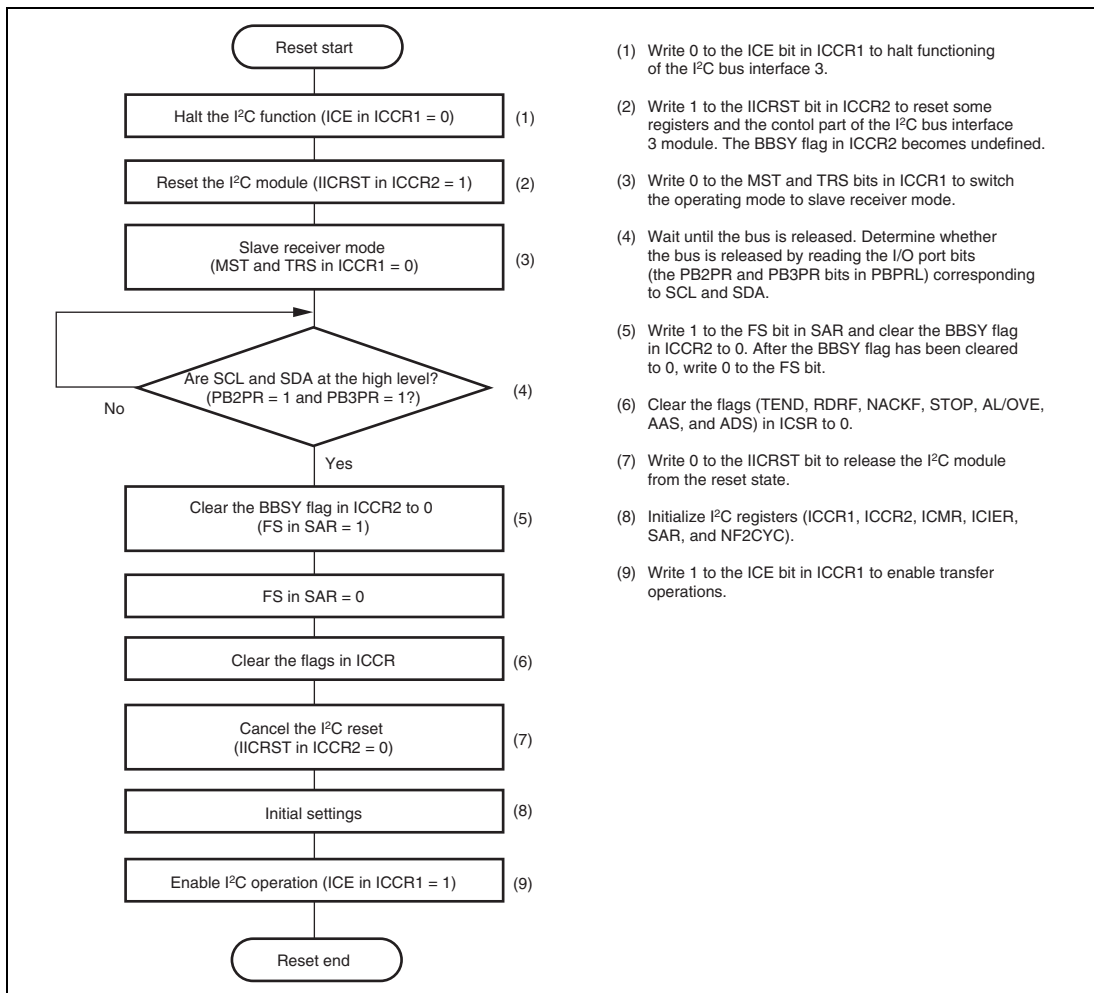 Reset start
Halt the I²C function (ICE in ICCR1 = 0)
(1)
Reset the I²C module (IICRST in ICCR2 = 1)
(2)
Slave receiver mode
(MST and TRS in ICCR1 = 0)
(3)
Are SCL and SDA at the high level?
(PB2PR = 1 and PB3PR = 1?)
(4)
No
Yes
Clear the BBSY flag in ICCR2 to 0
(FS in SAR = 1)
(5)
FS in SAR = 0
Clear the flags in ICCR
(6)
Cancel the I²C reset
(IICRST in ICCR2 = 0)
(7)
Initial settings
(8)
Enable I²C operation (ICE in ICCR1 = 1)
(9)
Reset end
(1) Write 0 to the ICE bit in ICCR1 to halt functioning
of the I²C bus interface 3.
(2) Write 1 to the IICRST bit in ICCR2 to reset some
registers and the contol part of the I²C bus interface
3 module. The BBSY flag in ICCR2 becomes undefined.
(3) Write 0 to the MST and TRS bits in ICCR1 to switch
the operating mode to slave receiver mode.
(4) Wait until the bus is released. Determine whether
the bus is released by reading the I/O port bits
(the PB2PR and PB3PR bits in PBPRL) corresponding
to SCL and SDA.
(5) Write 1 to the FS bit in SAR and clear the BBSY flag
in ICCR2 to 0. After the BBSY flag has been cleared
to 0, write 0 to the FS bit.
(6) Clear the flags (TEND, RDRF, NACKF, STOP, AL/OVE,
AAS, and ADS) in ICSR to 0.
(7) Write 0 to the IICRST bit to release the I²C module
from the reset state.
(8) Initialize I²C registers (ICCR1, ICCR2, ICMR, ICIER,
SAR, and NF2CYC).
(9) Write 1 to the ICE bit in ICCR1 to enable transfer
operations.